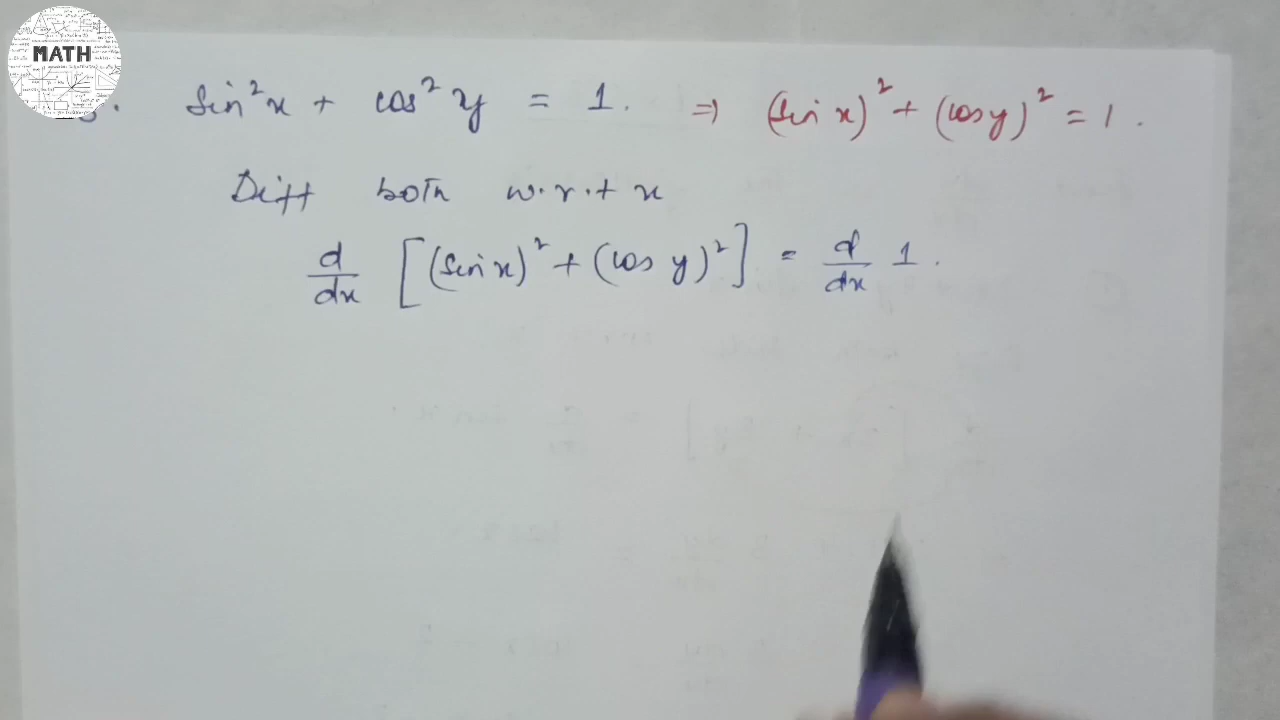 MATH
sin²x + cos²y = 1. ⇒ (sin x)² + (cos y)² = 1.
Diff both w.r.t x
d/dx [(sin x)² + (cos y)²] = d/dx 1.